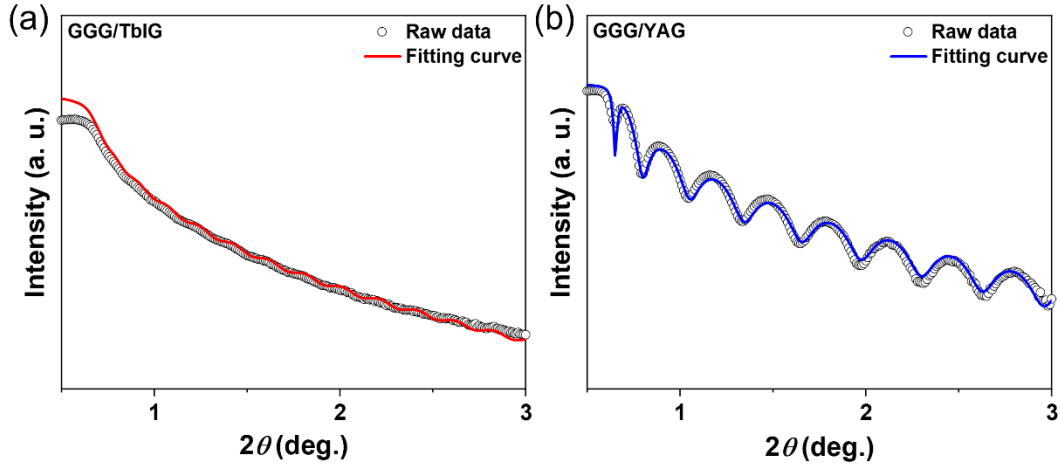 (a)
GGG/TbIG
Raw data
Fitting curve
Intensity (a. u.)
1
2
3
2θ (deg.)
(b)
GGG/YAG
Raw data
Fitting curve
Intensity (a. u.)
1
2
3
2θ (deg.)